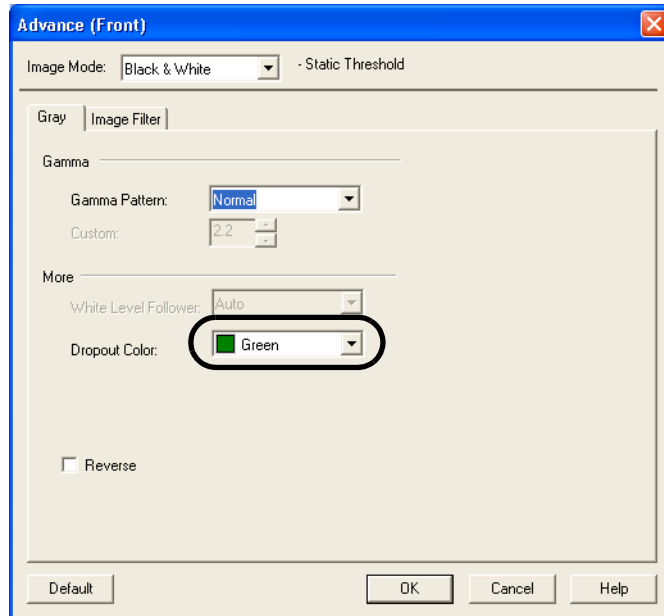 Advance (Front)
Image Mode: Black & White - Static Threshold
Gray Image Filter
Gamma
Gamma Pattern: Normal
Custom: 2.2
More
White Level Follower: Auto
Dropout Color: Green
Reverse
Default OK Cancel Help